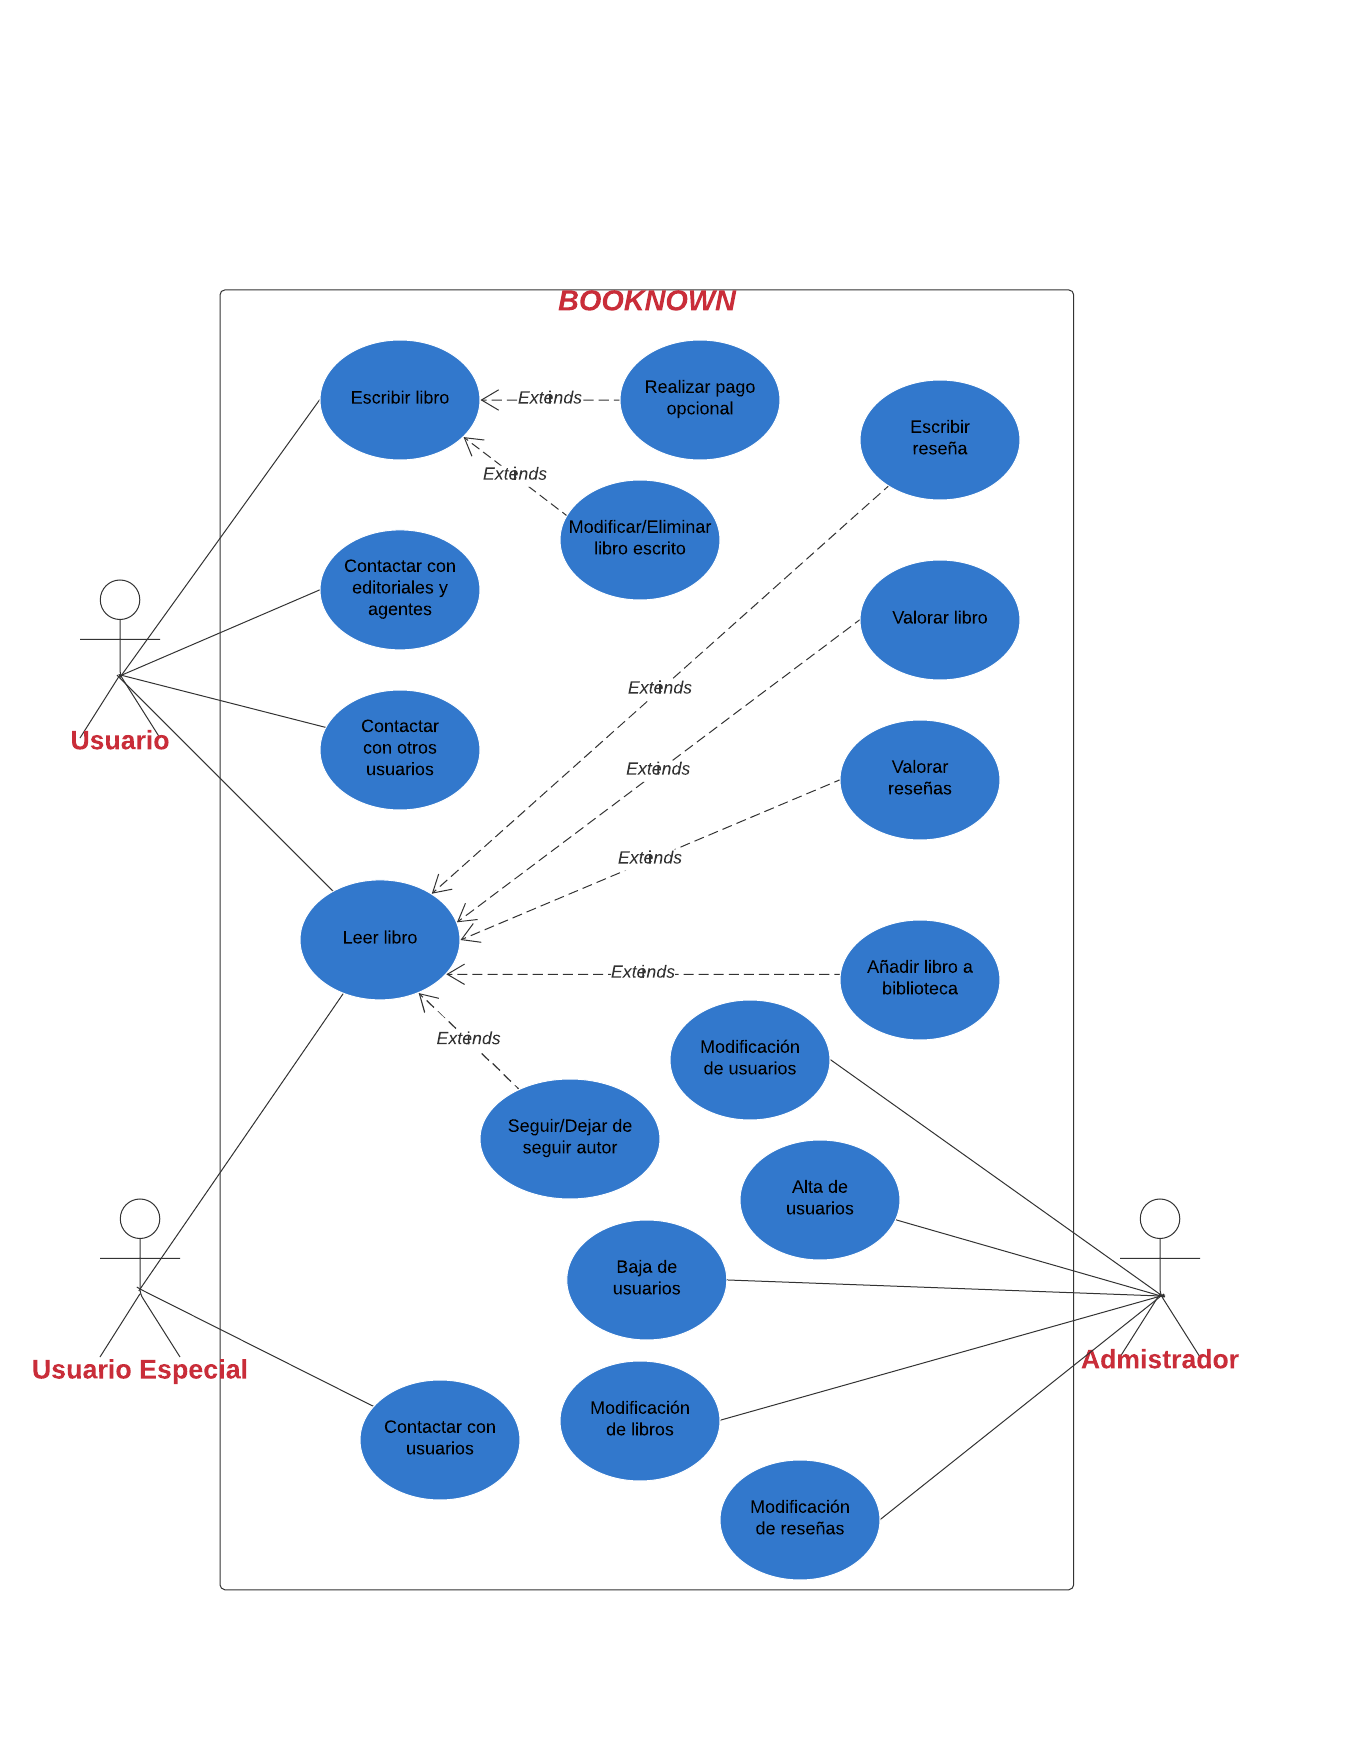 BOOKNOWN
Escribir libro
Extends
Realizar pago
opcional
Escribir
reseña
Extends
Modificar/Eliminar
libro escrito
Contactar con
editoriales y
agentes
Valorar libro
Extends
Usuario
Contactar
con otros
usuarios
Extends
Valorar
reseñas
Extends
Leer libro
Extends
Añadir libro a
biblioteca
Extends
Modificación
de usuarios
Seguir/Dejar de
seguir autor
Alta de
usuarios
Baja de
usuarios
Usuario Especial
Admistrador
Contactar con
usuarios
Modificación
de libros
Modificación
de reseñas